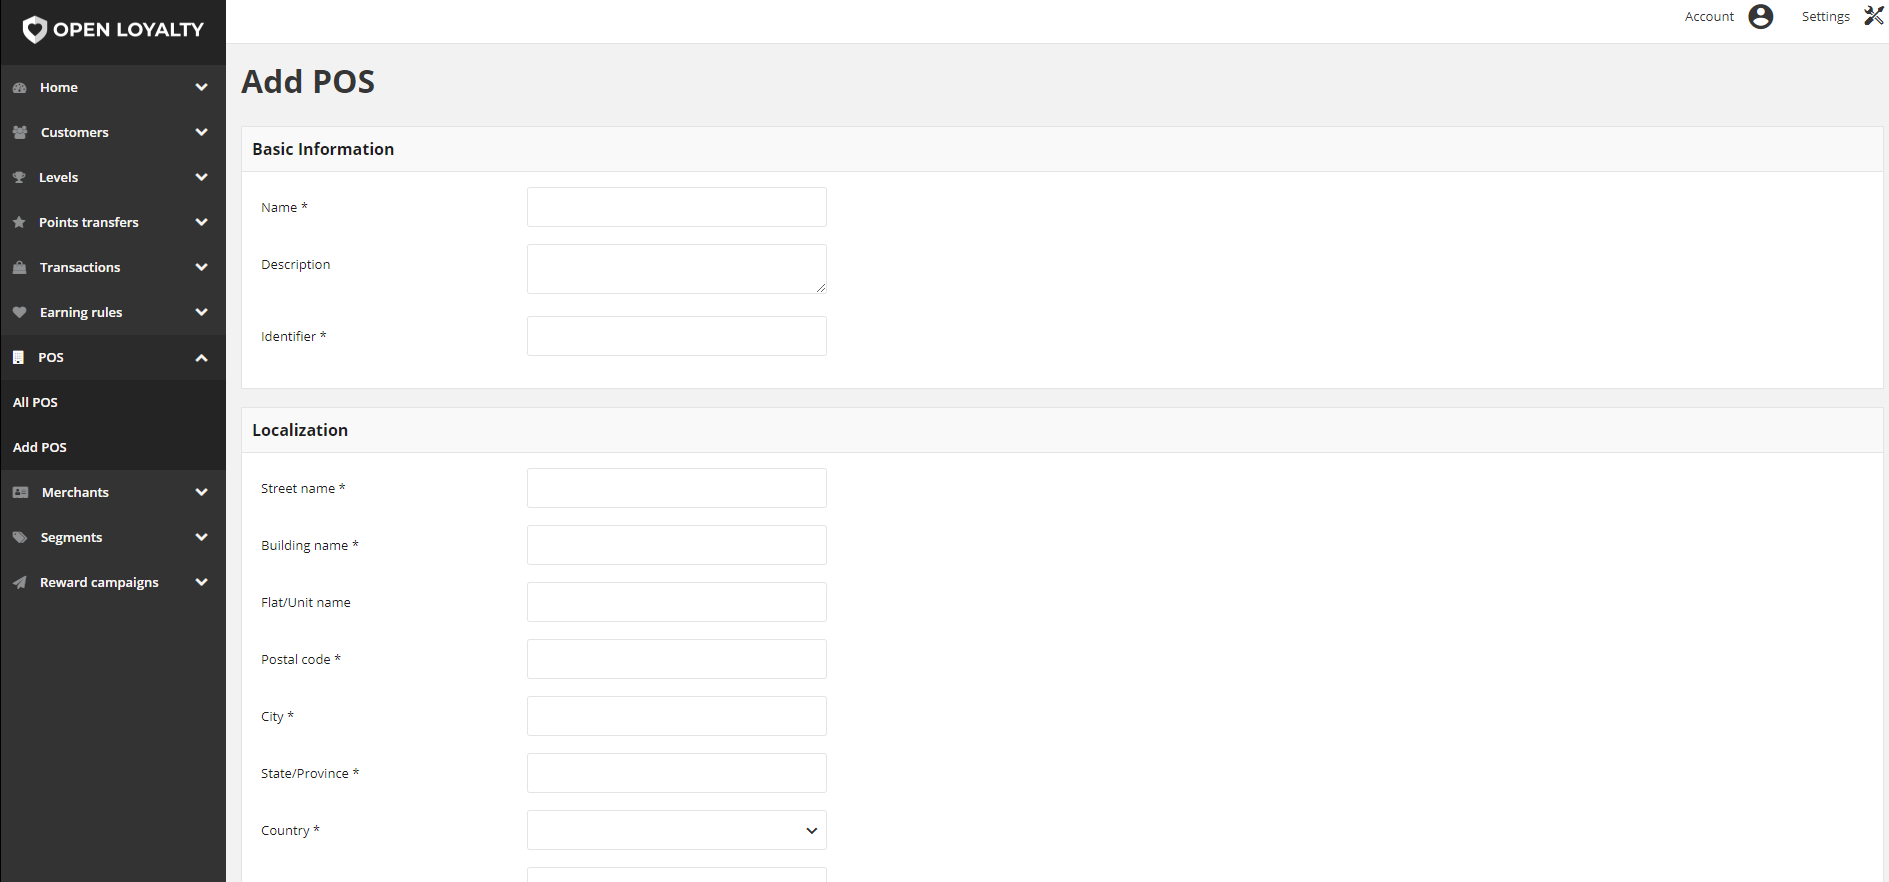 OPEN LOYALTY
Account
Settings
Home
Customers
Levels
Points transfers
Transactions
Earning rules
POS
All POS
Add POS
Merchants
Segments
Reward campaigns
Add POS
Basic Information
Name *
Description
Identifier *
Localization
Street name *
Building name *
Flat/Unit name
Postal code *
City *
State/Province *
Country *